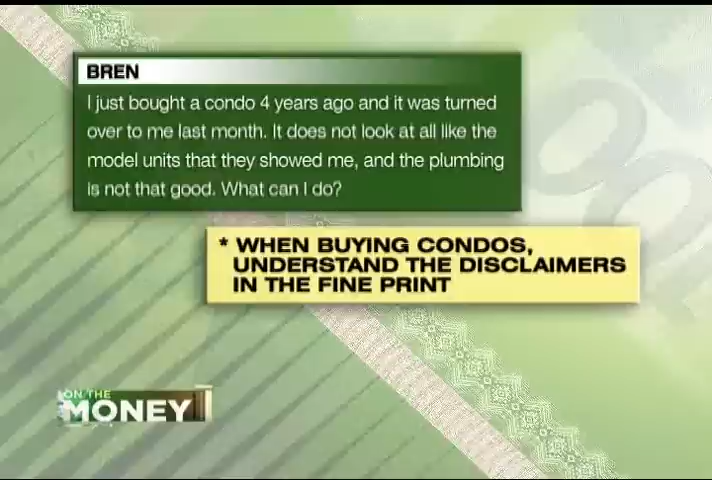 BREN
I just bought a condo 4 years ago and it was turned
over to me last month. It does not look at all like the
model units that they showed me, and the plumbing
is not that good. What can I do?
* WHEN BUYING CONDOS,
UNDERSTAND THE DISCLAIMERS
IN THE FINE PRINT
ON THE
MONEY